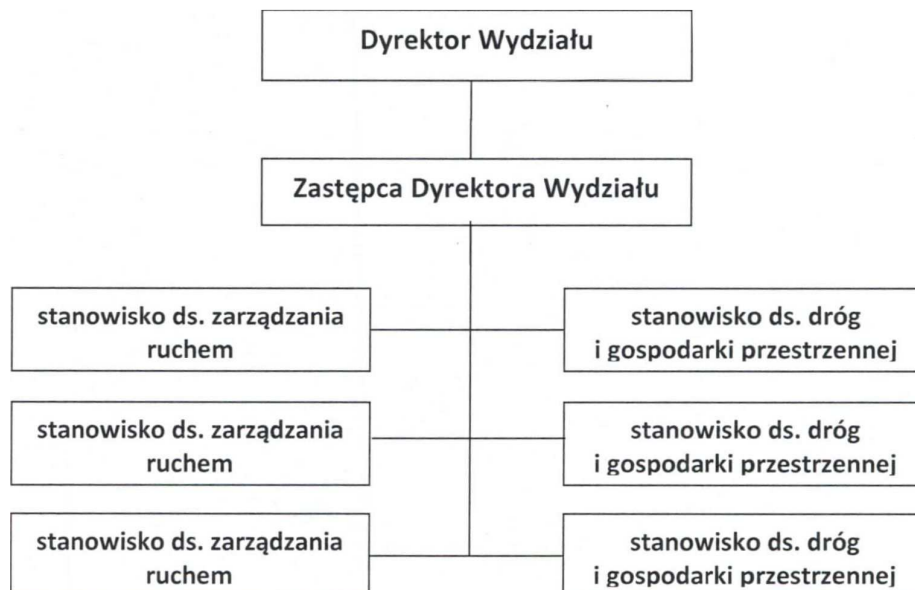 Dyrektor Wydziału
Zastępca Dyrektora Wydziału
stanowisko ds. zarządzania
ruchem
stanowisko ds. dróg
i gospodarki przestrzennej
stanowisko ds. zarządzania
ruchem
stanowisko ds. dróg
i gospodarki przestrzennej
stanowisko ds. zarządzania
ruchem
stanowisko ds. dróg
i gospodarki przestrzennej